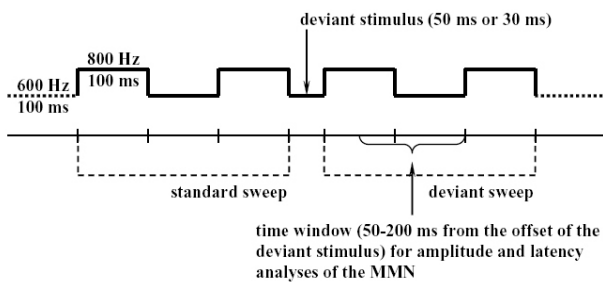 deviant stimulus (50 ms or 30 ms)
800 Hz
600 Hz
100 ms
100 ms
standard sweep
deviant sweep
time window (50-200 ms from the offset of the
deviant stimulus) for amplitude and latency
analyses of the MMN